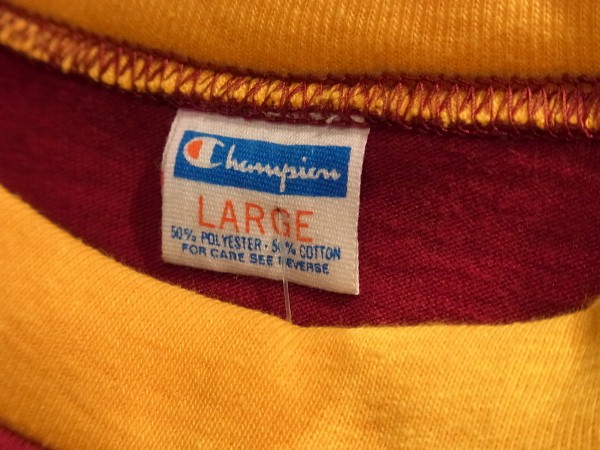 Champion
LARGE
50% POLYESTER · 50% COTTON
FOR CARE SEE REVERSE